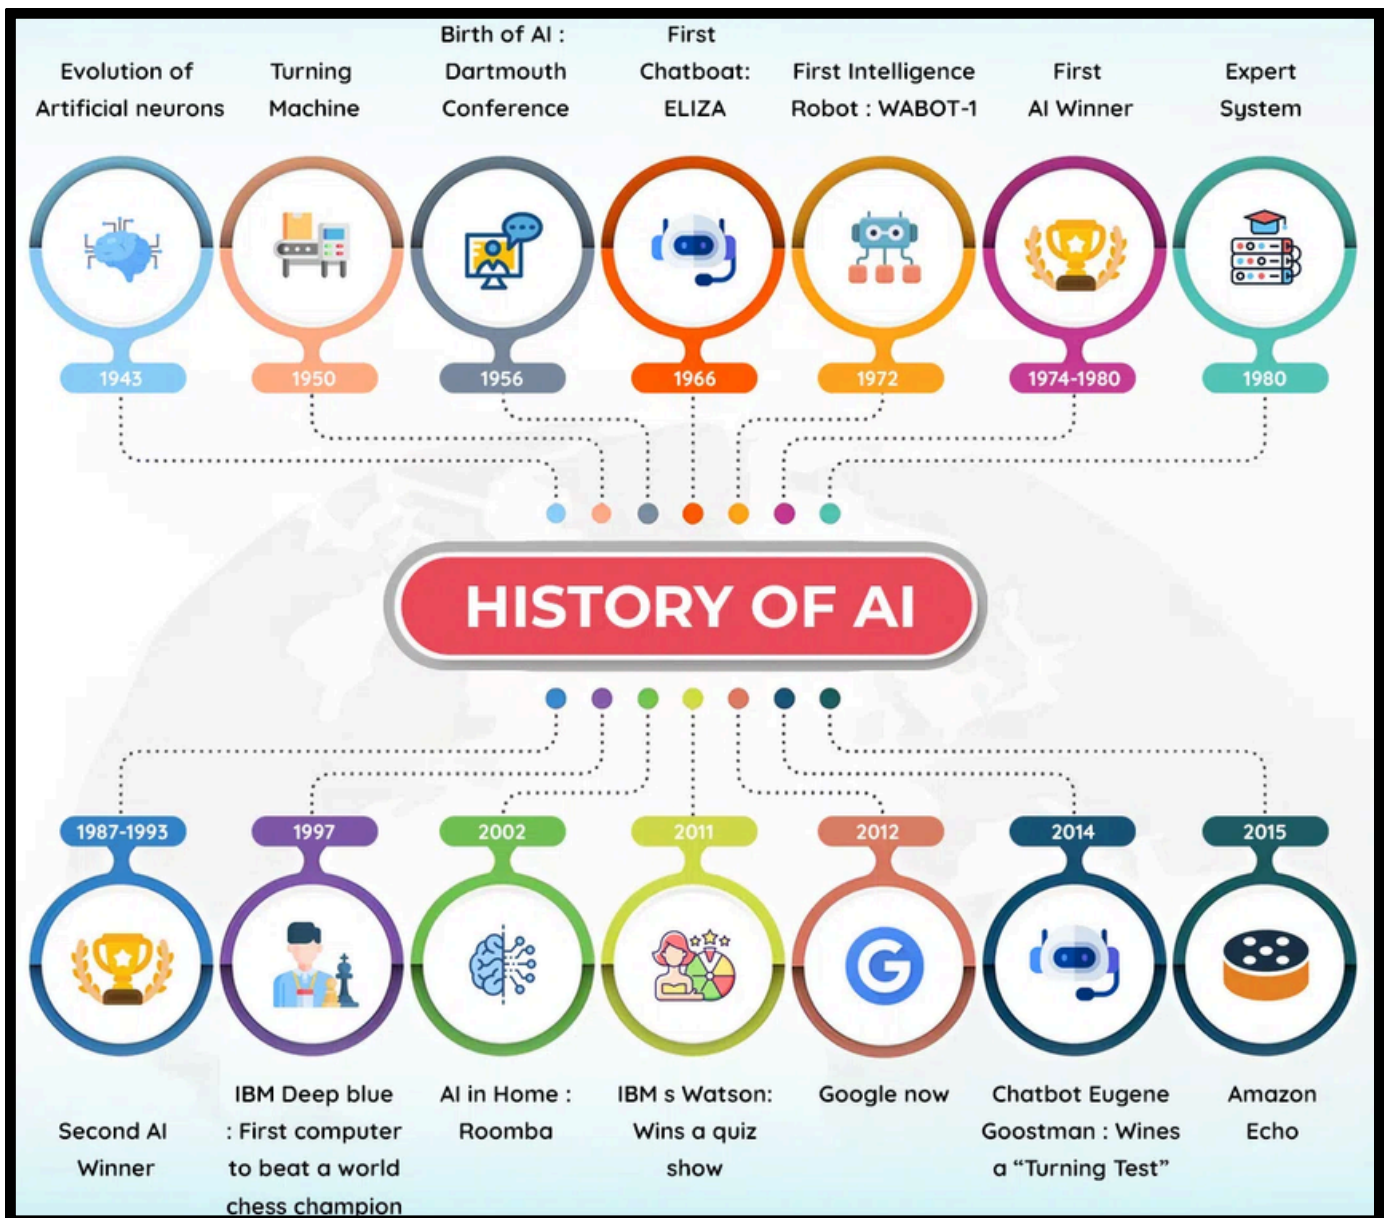 Evolution of
Artificial neurons
1943
Turning
Machine
1950
Birth of AI :
Dartmouth
Conference
1956
First
Chatboat:
ELIZA
1966
First Intelligence
Robot : WABOT-1
1972
First
AI Winner
1974-1980
Expert
System
1980
HISTORY OF AI
1987-1993
Second AI
Winner
1997
IBM Deep blue
: First computer
to beat a world
chess champion
2002
AI in Home :
Roomba
2011
IBM s Watson:
Wins a quiz
show
2012
G
Google now
2014
Chatbot Eugene
Goostman : Wines
a “Turning Test”
2015
Amazon
Echo